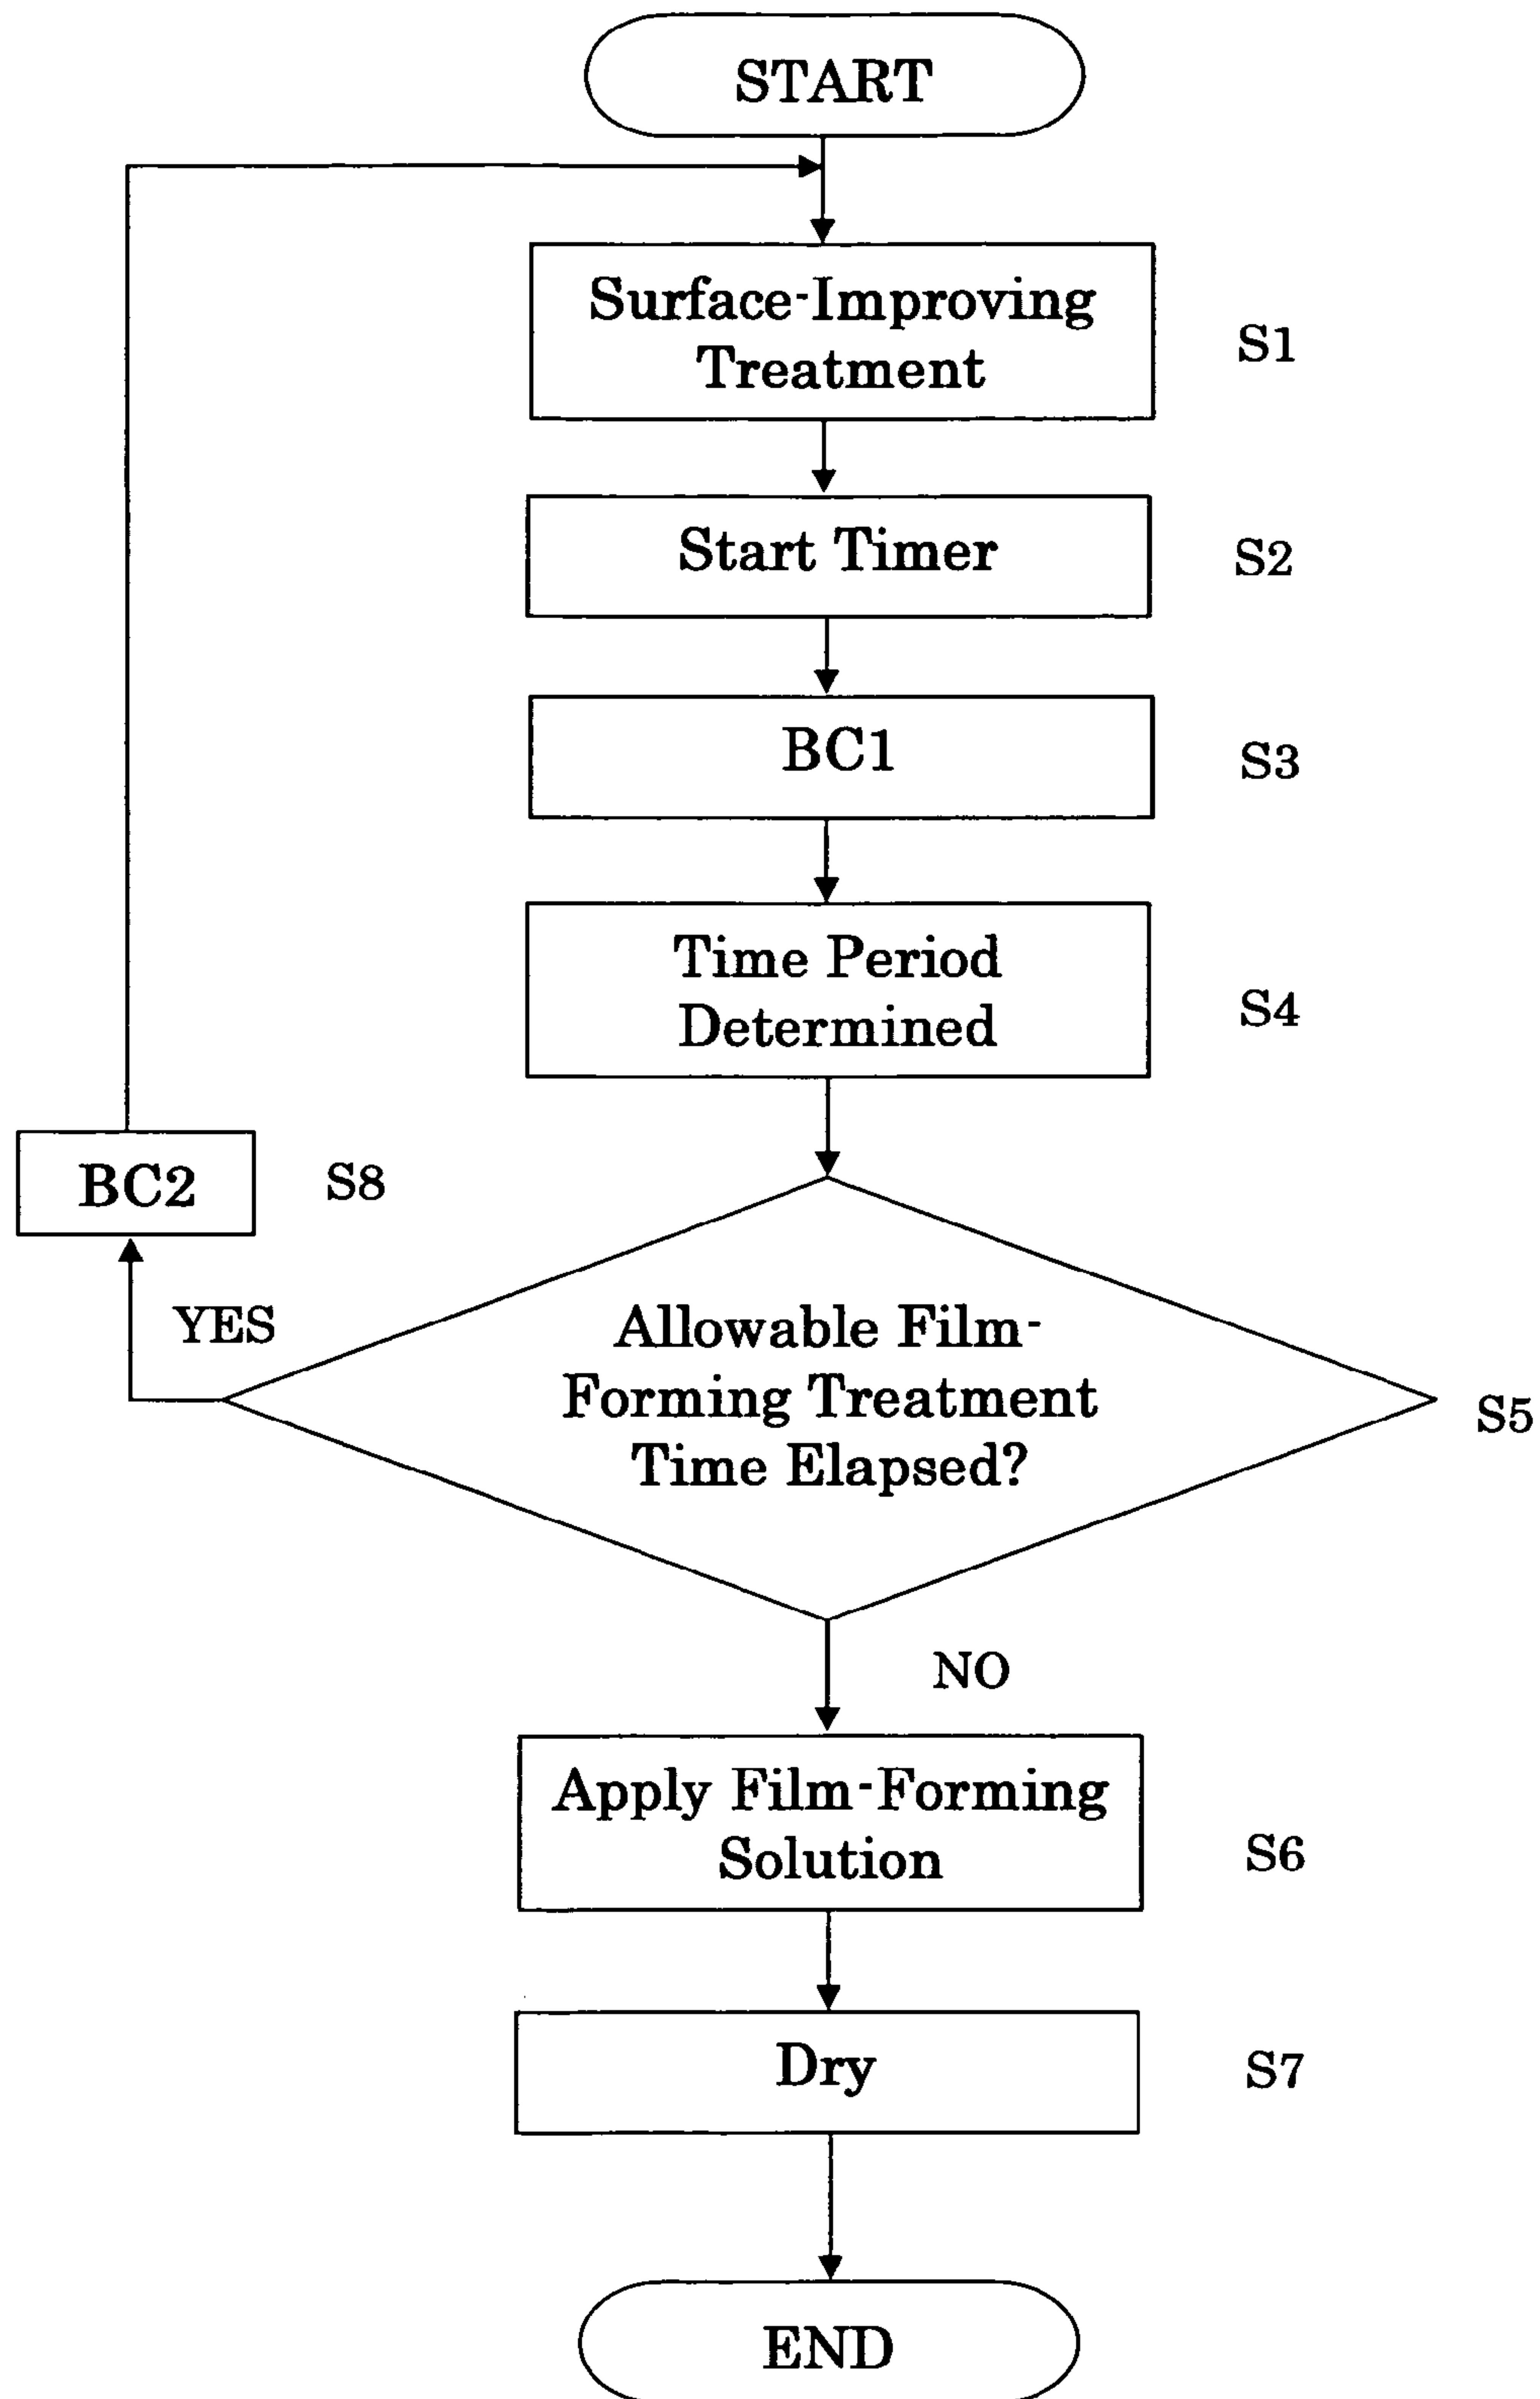 START
Surface-Improving
Treatment
S1
Start Timer
S2
BC1
S3
Time Period
Determined
S4
BC2
S8
YES
Allowable Film-
Forming Treatment
Time Elapsed?
S5
NO
Apply Film-Forming
Solution
S6
Dry
S7
END